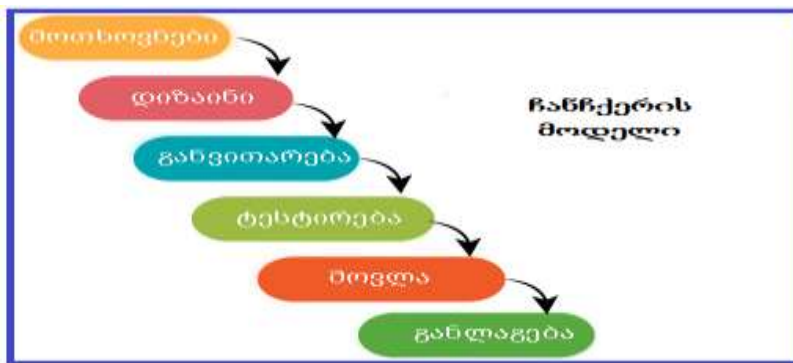 მოთხოვნები
დიზაინი
ჩანჩქერის
მოდელი
განვითარება
ტესტირება
მოვლა
განლაგება